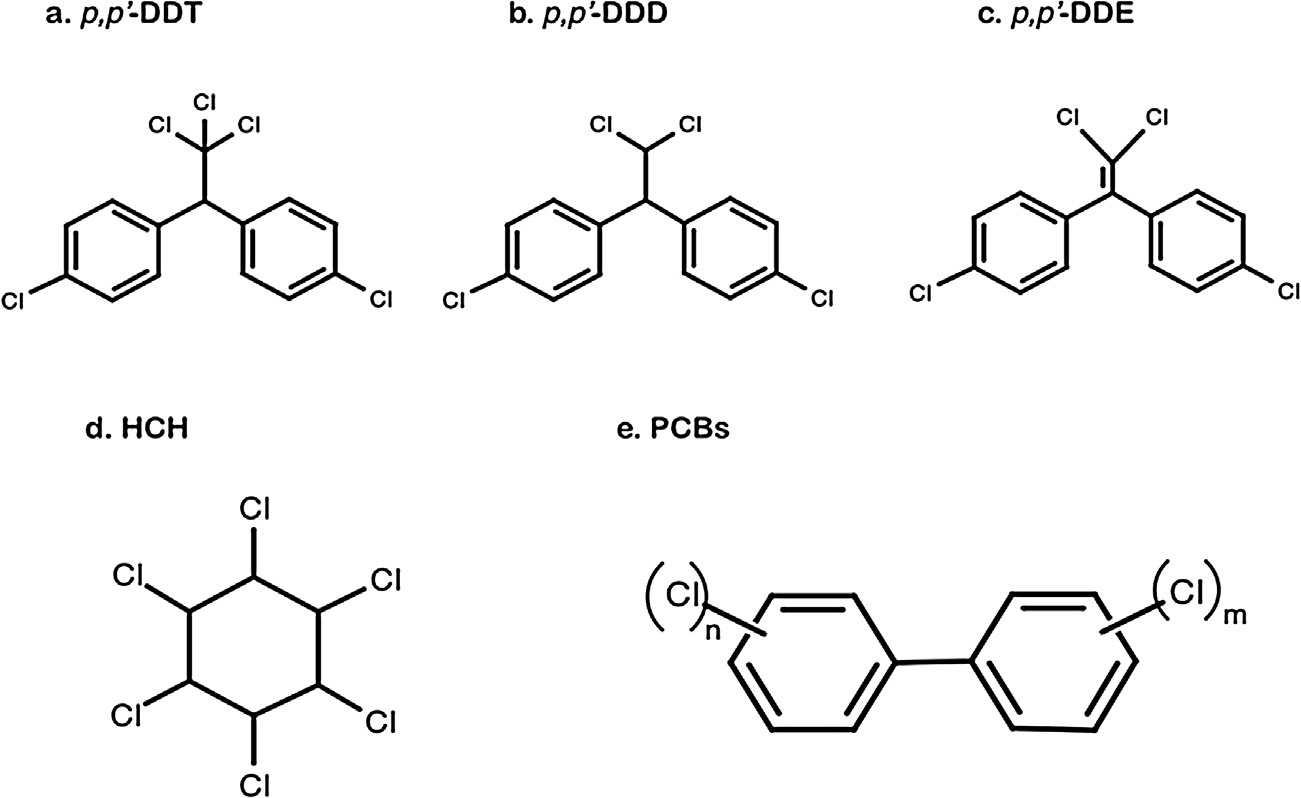 a. p,p'-DDT
b. p,p'-DDD
c. p,p'-DDE
Cl
Cl Cl
Cl Cl
Cl Cl
Cl Cl
Cl Cl
Cl Cl
d. HCH
e. PCBs
Cl
Cl Cl
Cl Cl
Cl
(Cl)n
(Cl)m